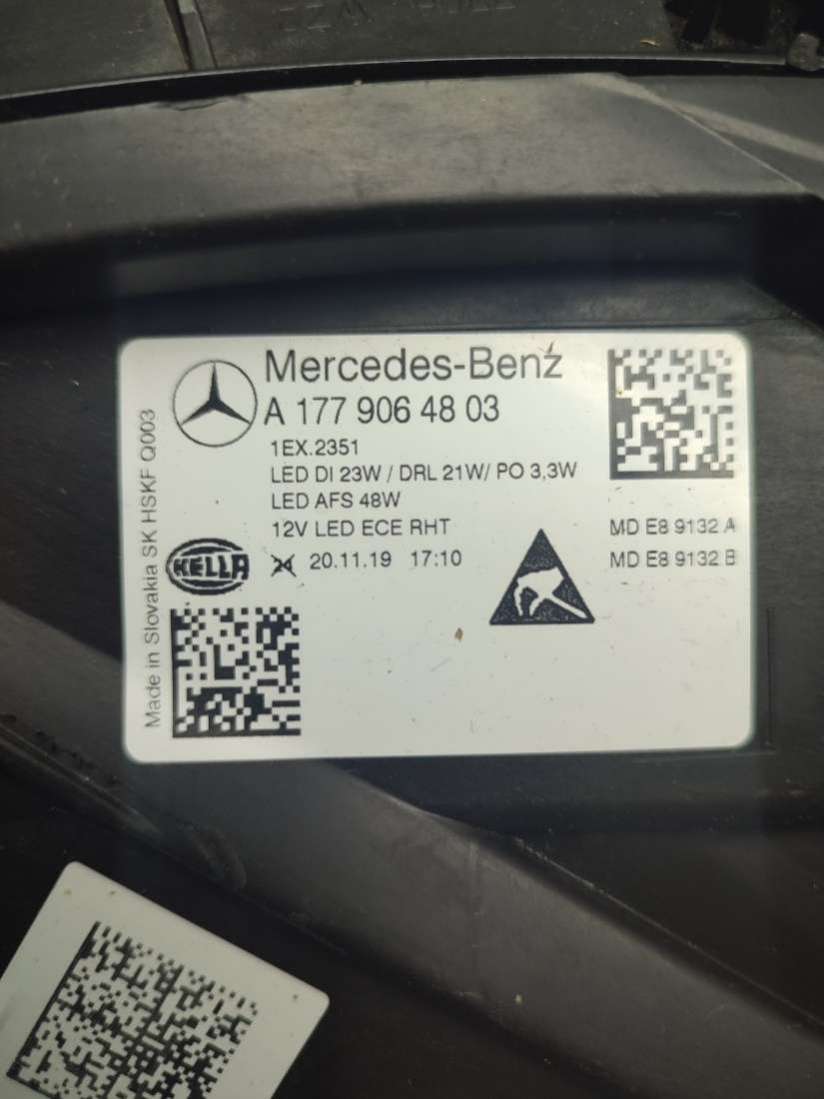 Mercedes-Benz
A 177 906 48 03
1EX.2351
LED DI 23W / DRL 21W/ PO 3,3W
LED AFS 48W
12V LED ECE RHT
MD E8 9132 A
HELLA
24 20.11.19 17:10
MD E8 9132 B
Made in Slovakia SK HSKF Q003